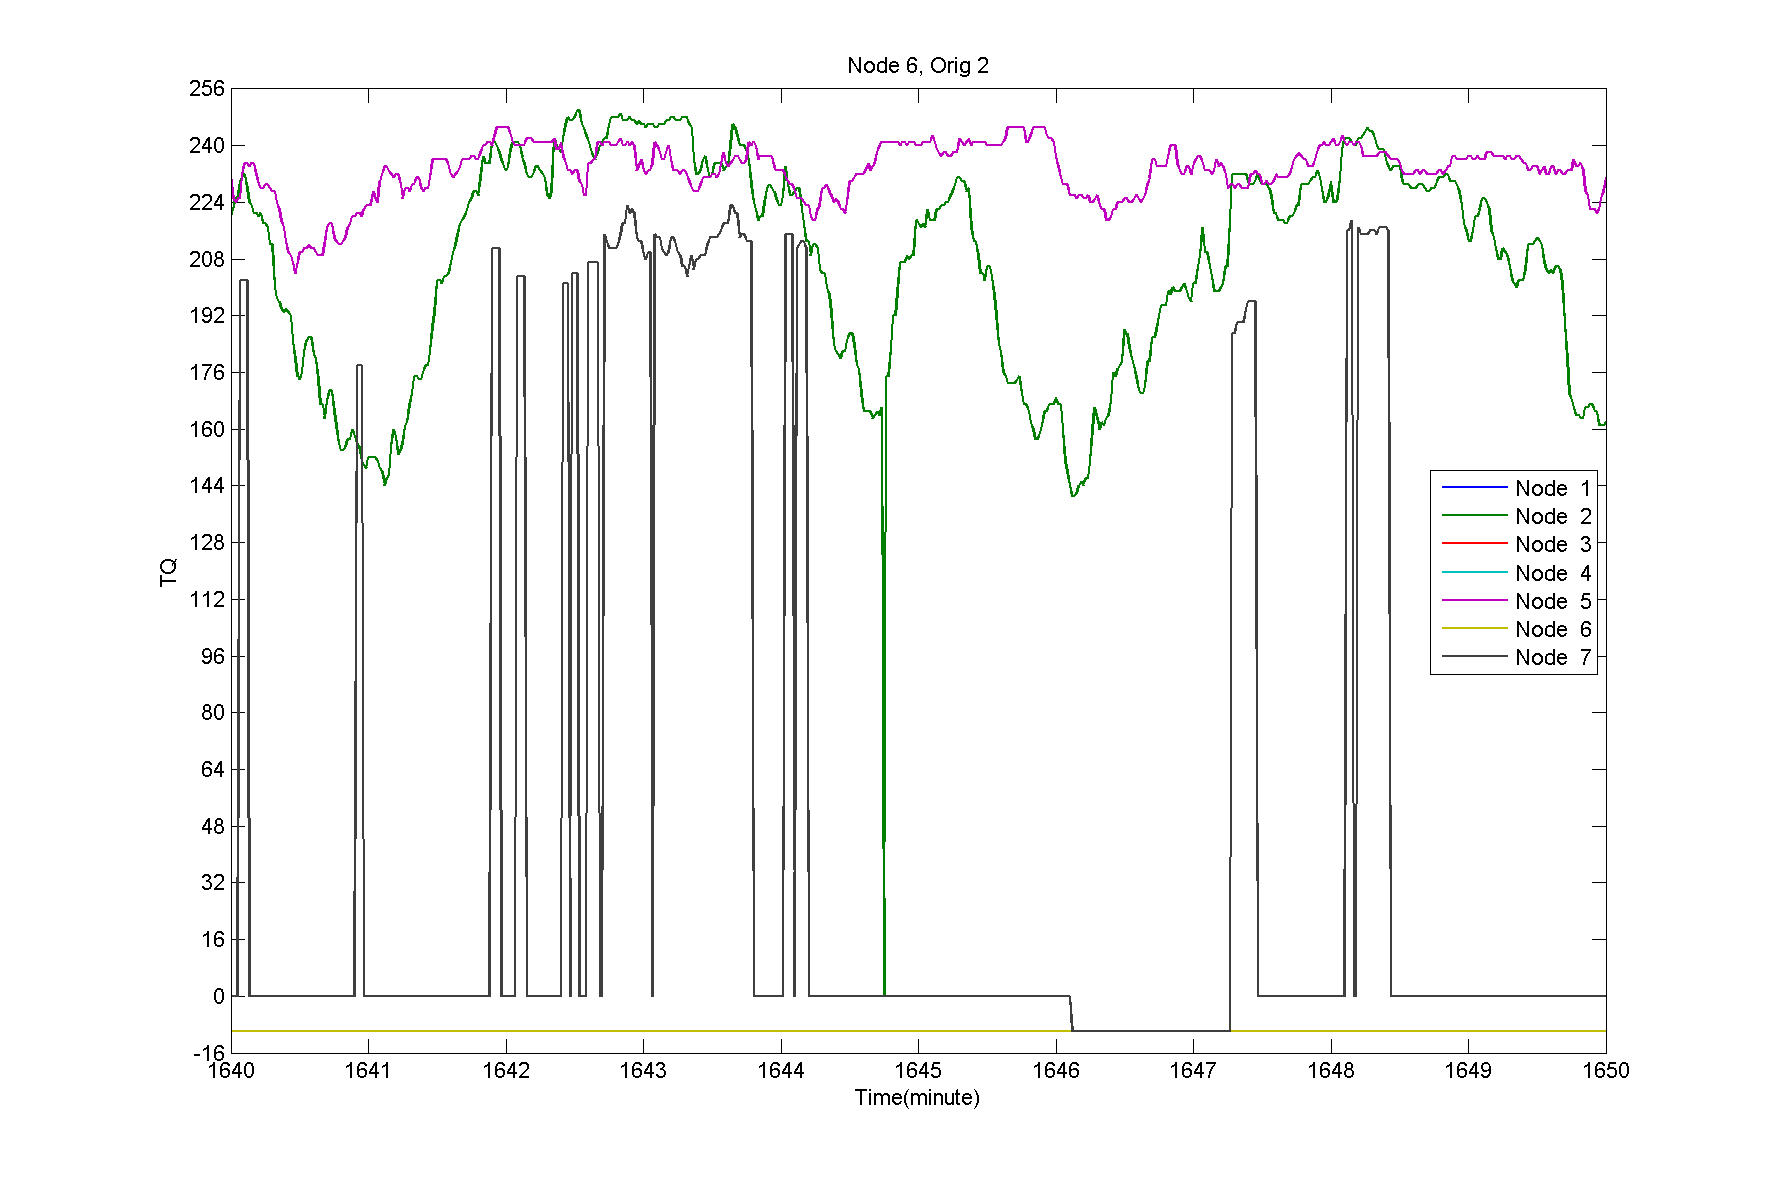 Node 6, Orig 2
256
240
224
208
192
176
160
144
128
112
96
80
64
48
32
16
0
-16
TQ
Node 1
Node 2
Node 3
Node 4
Node 5
Node 6
Node 7
1640 1641 1642 1643 1644 1645 1646 1647 1648 1649 1650
Time(minute)